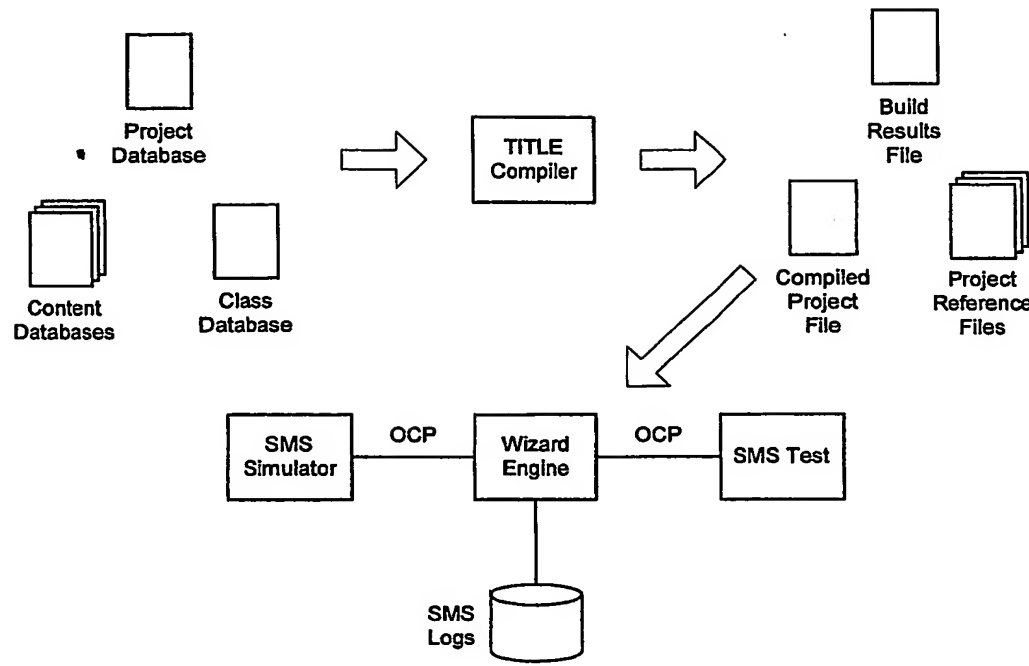 Project
Database
Content
Databases
Class
Database
TITLE
Compiler
Build
Results
File
Compiled
Project
File
Project
Reference
Files
SMS
Simulator
OCP
Wizard
Engine
OCP
SMS Test
SMS
Logs